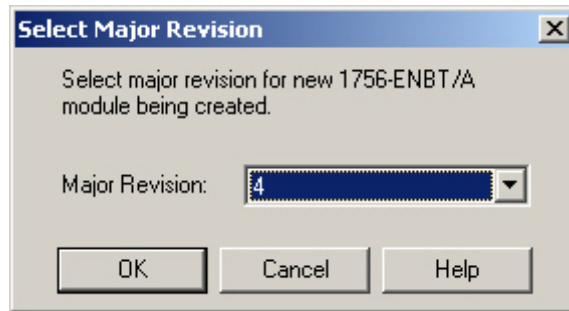 Select Major Revision
Select major revision for new 1756-ENBT/A
module being created.
Major Revision: 4
OK Cancel Help